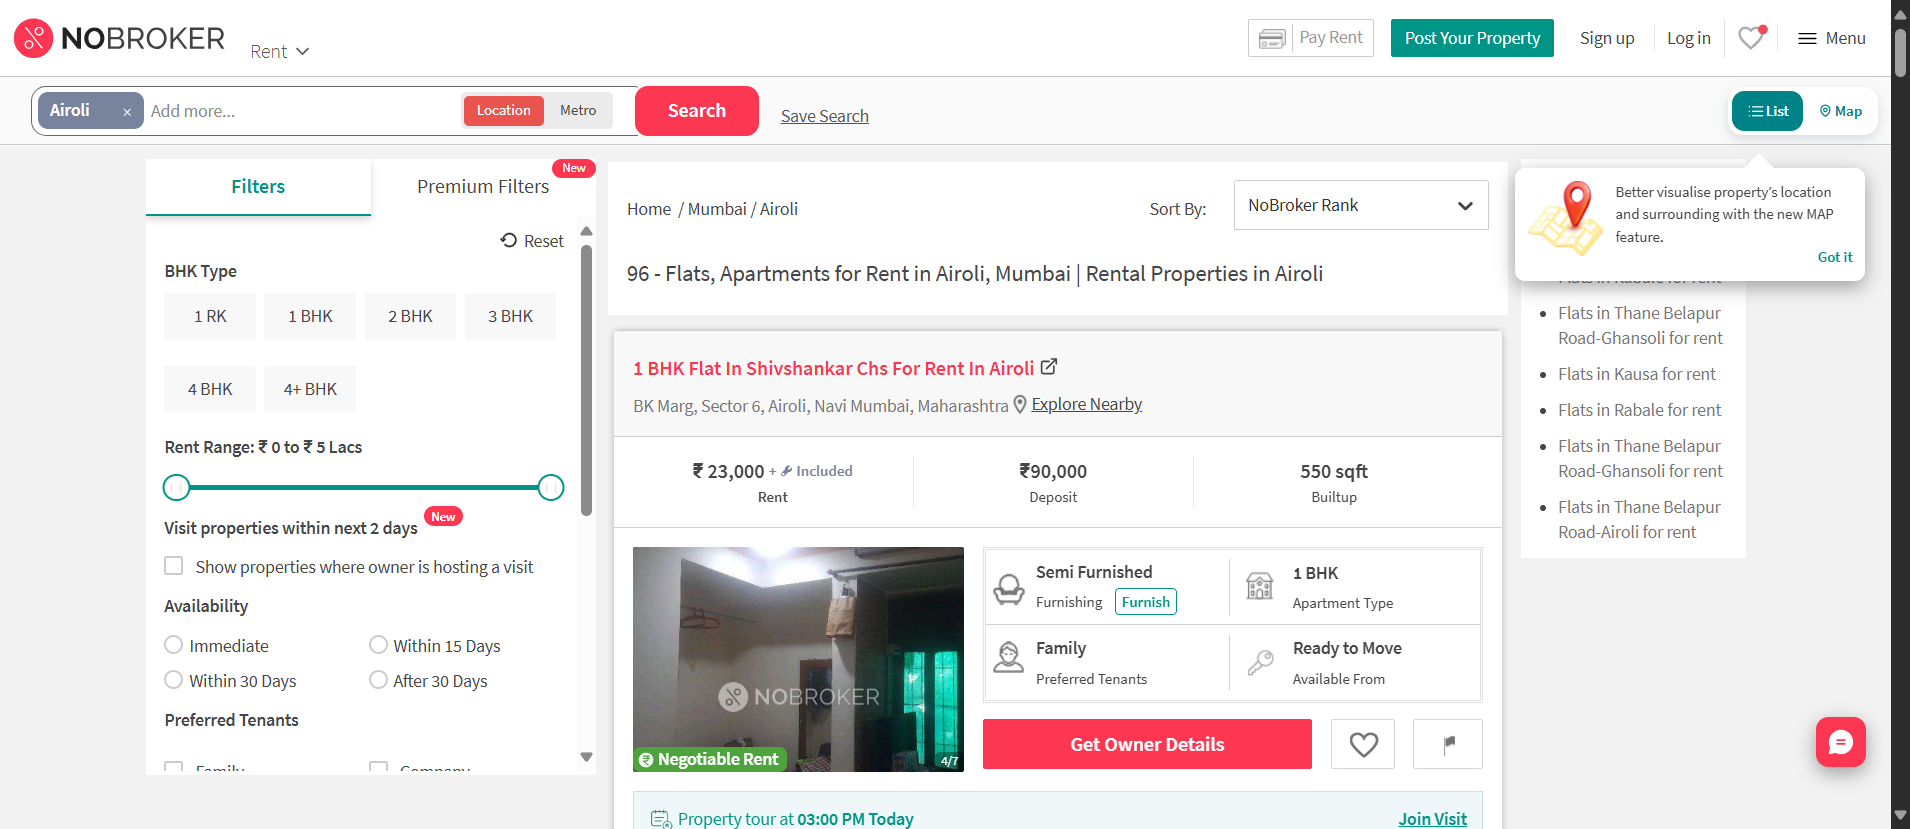 NOBROKER
Rent
Pay Rent
Post Your Property
Sign up
Log in
Menu
Airoli ×
Add more...
Location
Metro
Search
Save Search
List
Map
Filters
Premium Filters
New
Reset
BHK Type
1 RK
1 BHK
2 BHK
3 BHK
4 BHK
4+ BHK
Rent Range: ₹ 0 to ₹ 5 Lacs
Visit properties within next 2 days
New
Show properties where owner is hosting a visit
Availability
Immediate
Within 15 Days
Within 30 Days
After 30 Days
Preferred Tenants
Family
Company
Home / Mumbai / Airoli
Sort By:
NoBroker Rank
96 - Flats, Apartments for Rent in Airoli, Mumbai | Rental Properties in Airoli
1 BHK Flat In Shivshankar Chs For Rent In Airoli
BK Marg, Sector 6, Airoli, Navi Mumbai, Maharashtra
Explore Nearby
₹ 23,000 + Included
Rent
₹90,000
Deposit
550 sqft
Builtup
NOBROKER
Negotiable Rent
4/7
Semi Furnished
Furnishing
Furnish
1 BHK
Apartment Type
Family
Preferred Tenants
Ready to Move
Available From
Get Owner Details
Property tour at 03:00 PM Today
Join Visit
Better visualise property's location
and surrounding with the new MAP
feature.
Got it
Flats in Rabale for rent
Flats in Thane Belapur
Road-Ghansoli for rent
Flats in Kausa for rent
Flats in Rabale for rent
Flats in Thane Belapur
Road-Ghansoli for rent
Flats in Thane Belapur
Road-Airoli for rent